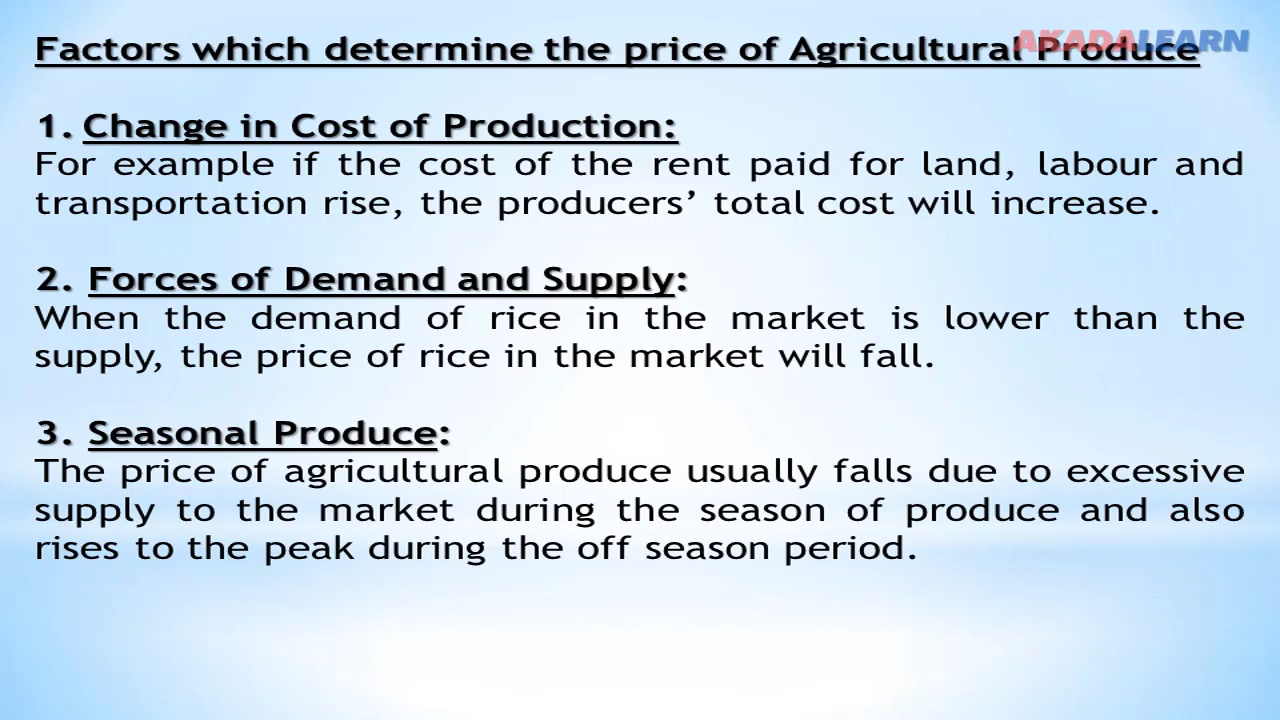 AKADALEARN
Factors which determine the price of Agricultural Produce
1. Change in Cost of Production:
For example if the cost of the rent paid for land, labour and
transportation rise, the producers’ total cost will increase.
2. Forces of Demand and Supply:
When the demand of rice in the market is lower than the
supply, the price of rice in the market will fall.
3. Seasonal Produce:
The price of agricultural produce usually falls due to excessive
supply to the market during the season of produce and also
rises to the peak during the off season period.